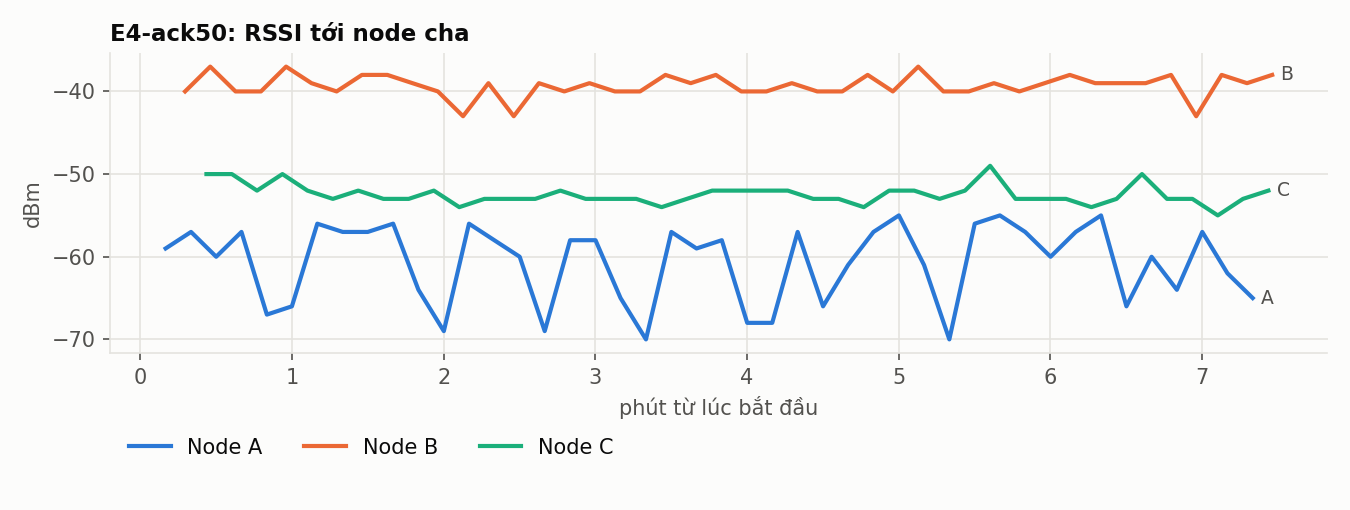 E4-ack50: RSSI tới node cha
dBm
−40
−50
−60
−70
B
C
A
0 1 2 3 4 5 6 7
phút từ lúc bắt đầu
Node A Node B Node C